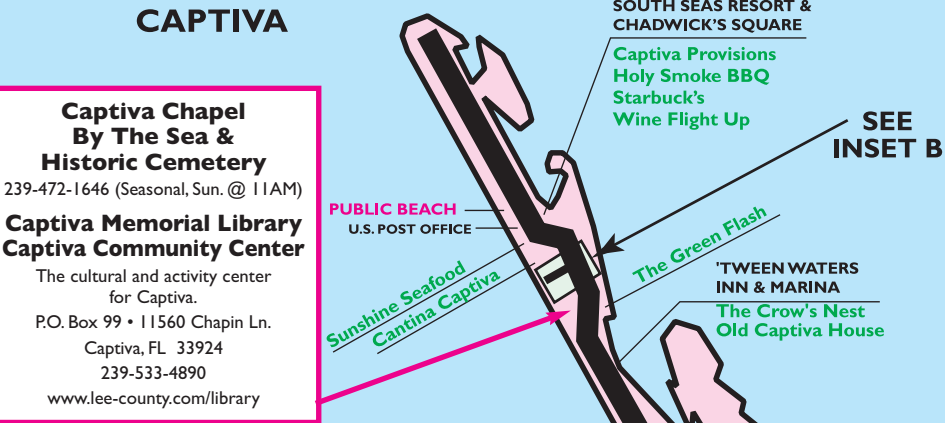 CAPTIVA
SOUTH SEAS RESORT &
CHADWICK'S SQUARE
Captiva Provisions
Holy Smoke BBQ
Starbuck's
Wine Flight Up
SEE
INSET B
Captiva Chapel
By The Sea &
Historic Cemetery
239-472-1646 (Seasonal, Sun. @ 11AM)
Captiva Memorial Library
Captiva Community Center
The cultural and activity center
for Captiva.
P.O. Box 99 • 11560 Chapin Ln.
Captiva, FL 33924
239-533-4890
www.lee-county.com/library
PUBLIC BEACH
U.S. POST OFFICE
Sunshine Seafood
Cantina Captiva
The Green Flash
'TWEEN WATERS
INN & MARINA
The Crow's Nest
Old Captiva House